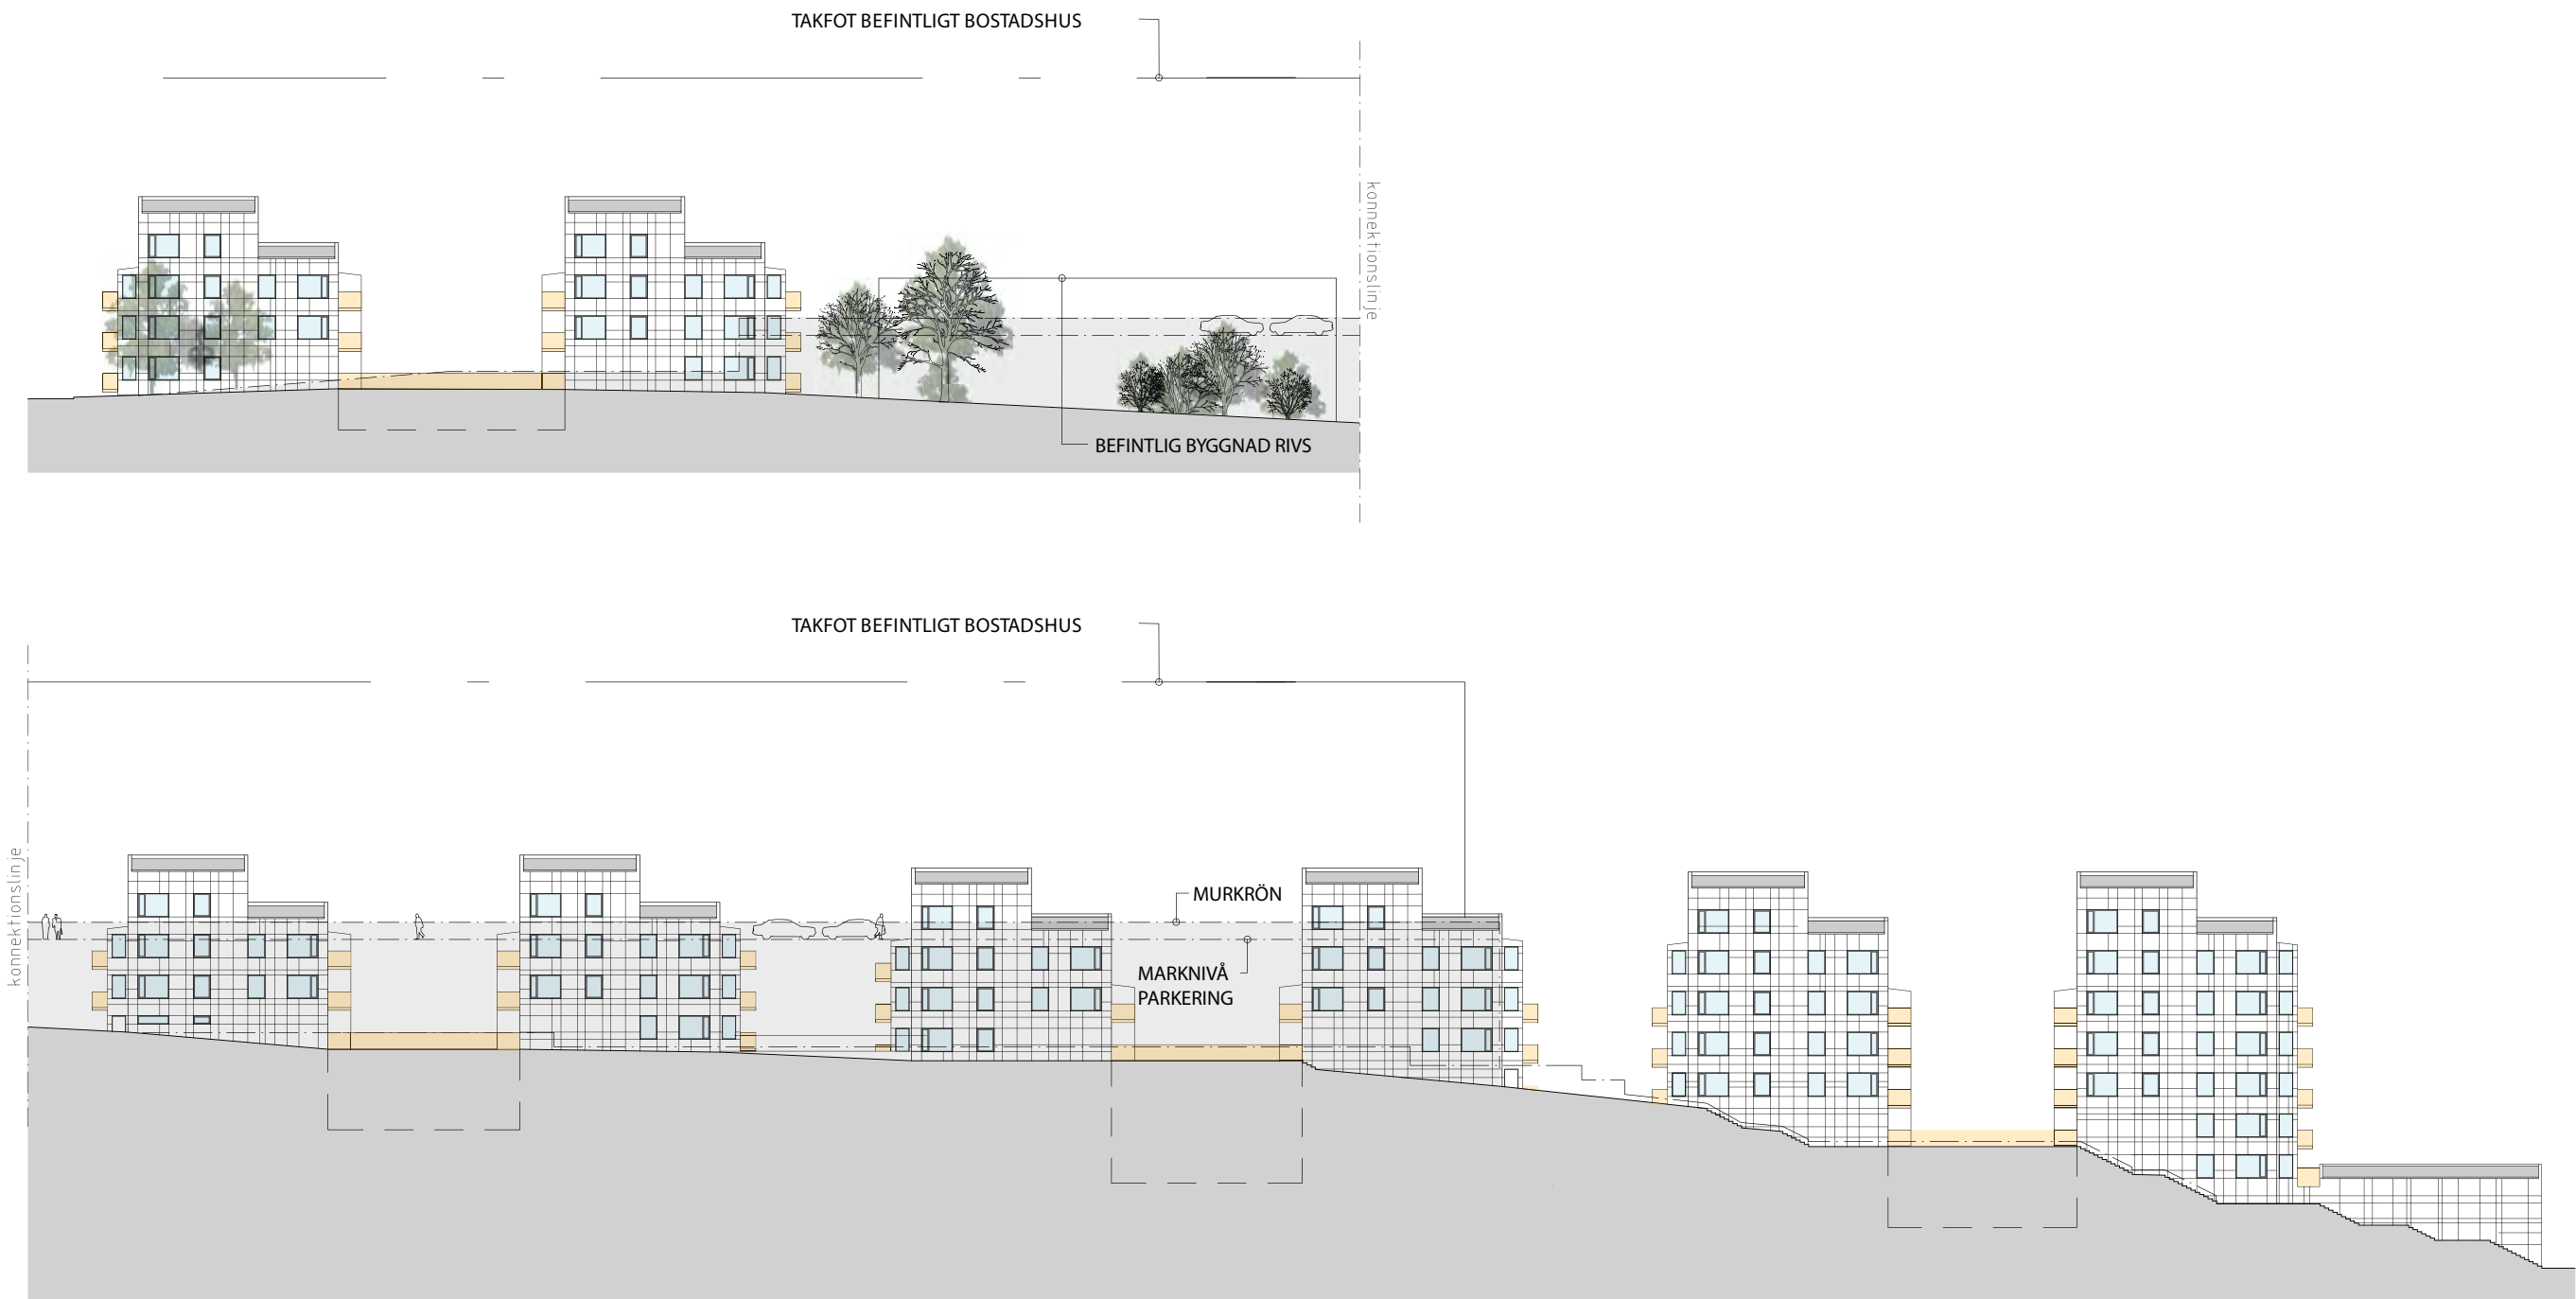 TAKFOT BEFINTLIGT BOSTADSHUS
konnektionslinje
BEFINTLIG BYGGNAD RIVS
TAKFOT BEFINTLIGT BOSTADSHUS
konnektionslinje
MURKRÖN
MARKNIVÅ
PARKERING